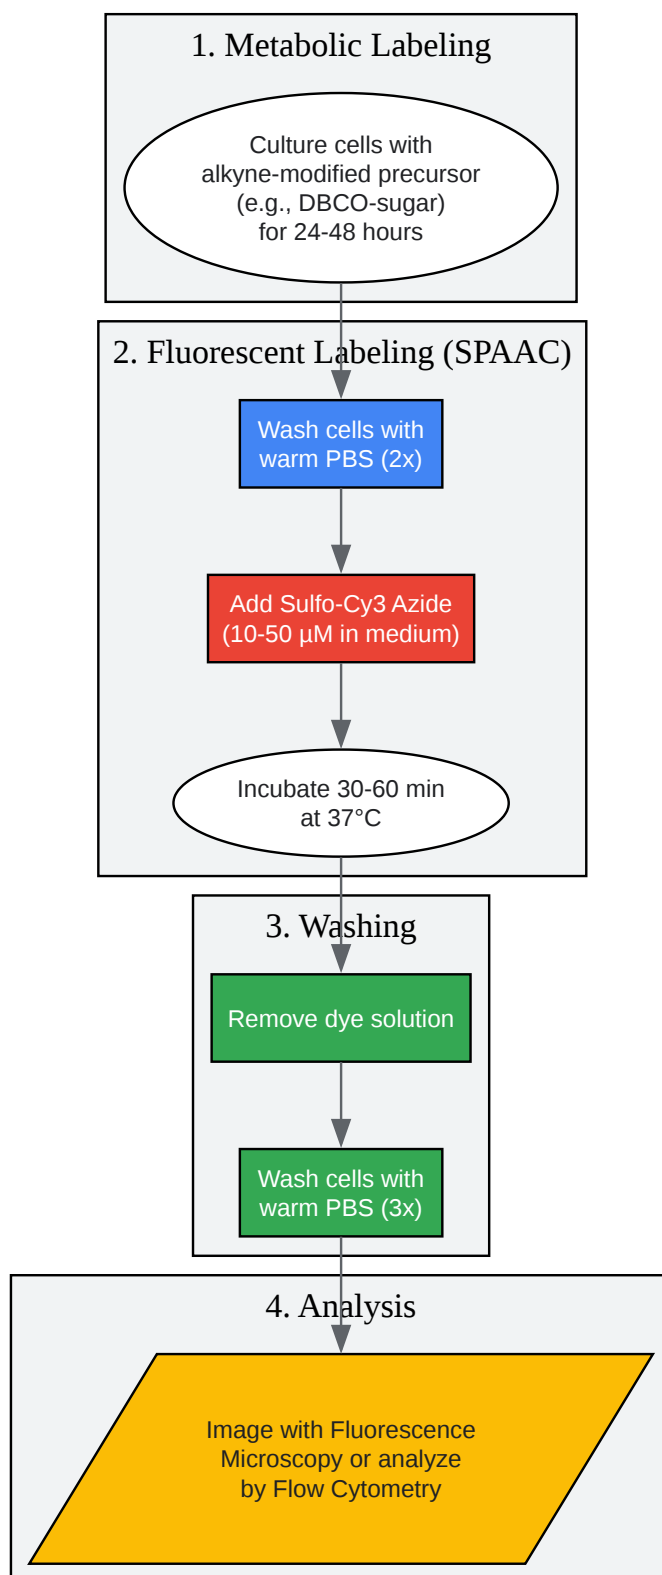 1. Metabolic Labeling
Culture cells with
alkyne-modified precursor
(e.g., DBCO-sugar)
for 24-48 hours
2. Fluorescent Labeling (SPAAC)
Wash cells with
warm PBS (2x)
Add Sulfo-Cy3 Azide
(10-50 µM in medium)
Incubate 30-60 min
at 37°C
3. Washing
Remove dye solution
Wash cells with
warm PBS (3x)
4. Analysis
Image with Fluorescence
Microscopy or analyze
by Flow Cytometry